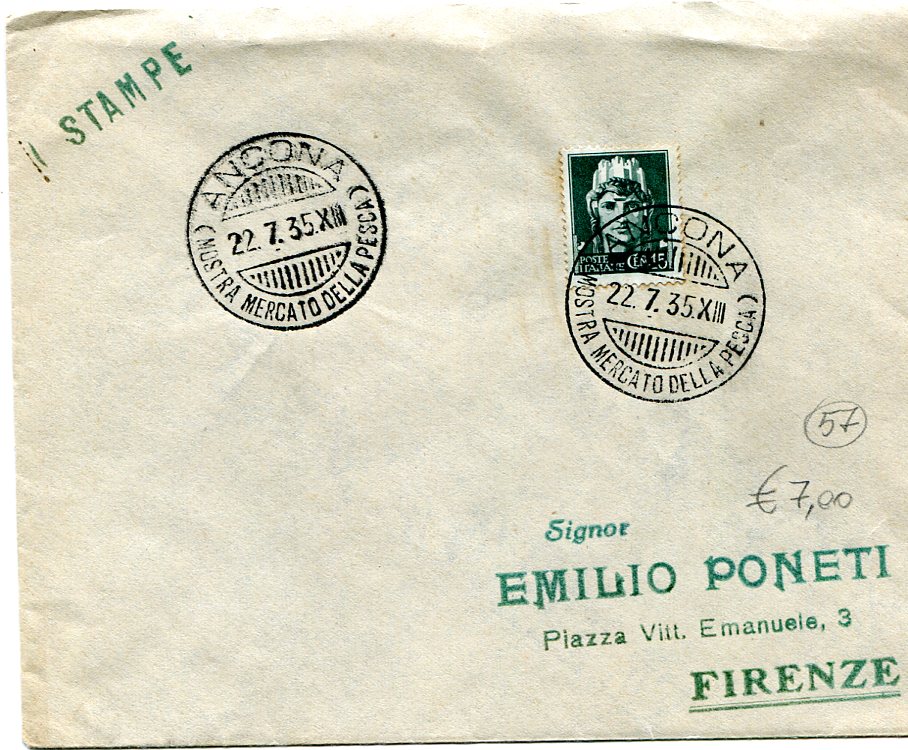 STAMPE
ANCONA
22.7.35.XIII
(MOSTRA MERCATO DELLA PESCA)
POSTE
ITALIANE CENT 15
ANCONA
22.7.35.XIII
(MOSTRA MERCATO DELLA PESCA)
57
€ 7,00
Signor
EMILIO PONETI
Piazza Vitt. Emanuele, 3
FIRENZE